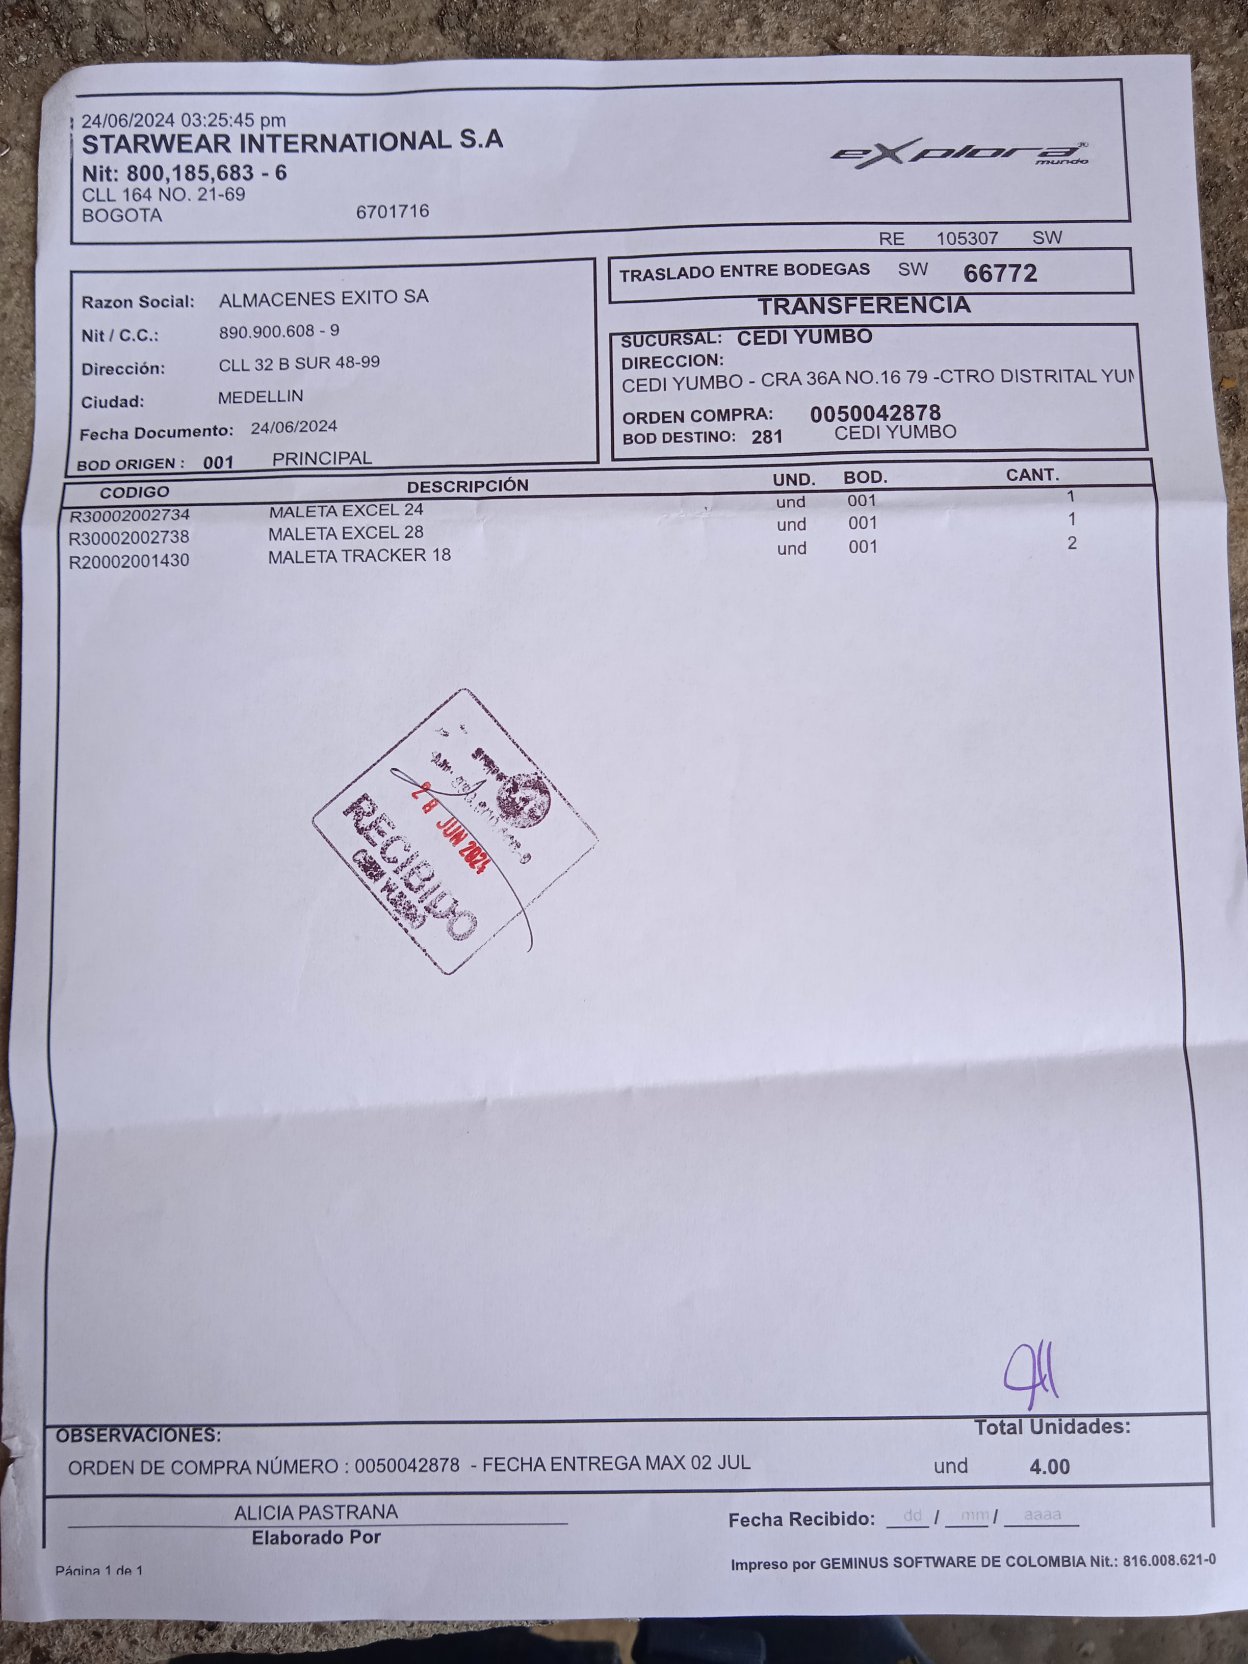 24/06/2024 03:25:45 pm
STARWEAR INTERNATIONAL S.A
Nit: 800,185,683 - 6
CLL 164 NO. 21-69
BOGOTA 6701716
explora®
mundo
RE 105307 SW
TRASLADO ENTRE BODEGAS SW 66772
TRANSFERENCIA
Razon Social: ALMACENES EXITO SA
Nit / C.C.: 890.900.608 - 9
Dirección: CLL 32 B SUR 48-99
Ciudad: MEDELLIN
Fecha Documento: 24/06/2024
BOD ORIGEN : 001 PRINCIPAL
SUCURSAL: CEDI YUMBO
DIRECCION:
CEDI YUMBO - CRA 36A NO.16 79 -CTRO DISTRITAL YUM
ORDEN COMPRA: 0050042878
BOD DESTINO: 281 CEDI YUMBO
CODIGO DESCRIPCIÓN UND. BOD. CANT.
R30002002734 MALETA EXCEL 24 und 001 1
R30002002738 MALETA EXCEL 28 und 001 1
R20002001430 MALETA TRACKER 18 und 001 2
28 JUN 2024
RECIBIDO
OBSERVACIONES:
Total Unidades:
ORDEN DE COMPRA NÚMERO : 0050042878 - FECHA ENTREGA MAX 02 JUL
und 4.00
ALICIA PASTRANA
Elaborado Por
Fecha Recibido: dd / mm / aaaa
Página 1 de 1
Impreso por GEMINUS SOFTWARE DE COLOMBIA Nit.: 816.008.621-0